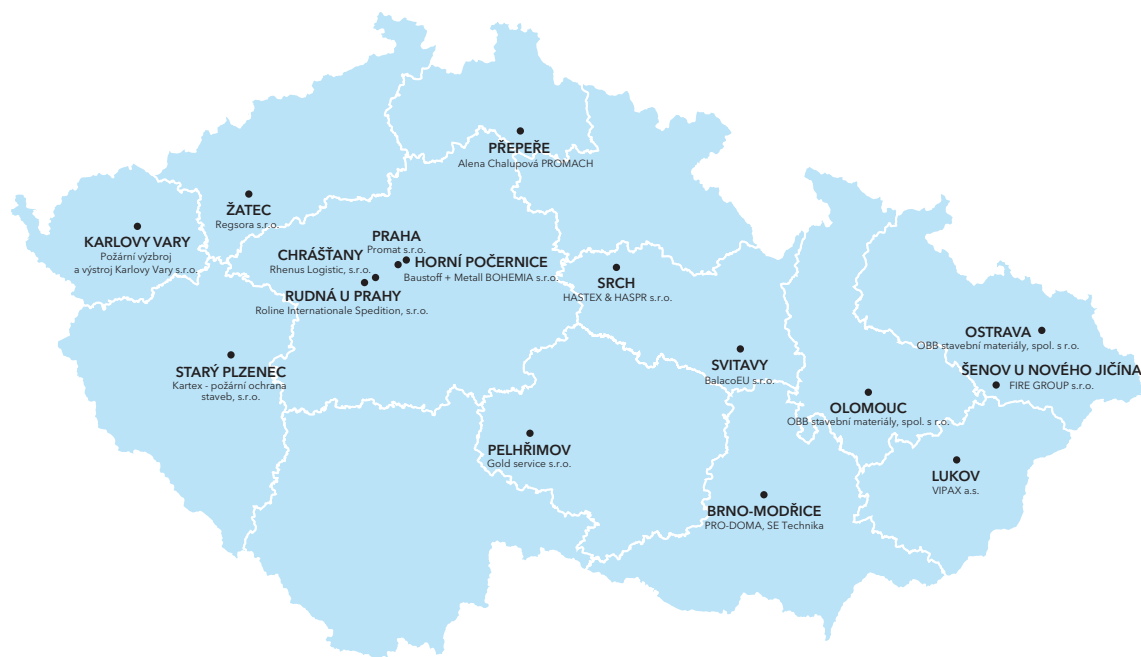 PŘEPEŘE
Alena Chalupová PROMACH
ŽATEC
Regsora s.r.o.
KARLOVY VARY
Požární výzbroj
a výstroj Karlovy Vary s.r.o.
PRAHA
Promat s.r.o.
CHRÁŠŤANY
Rhenus Logistic, s.r.o.
HORNÍ POČERNICE
Baustoff + Metall BOHEMIA s.r.o.
RUDNÁ U PRAHY
Roline Internationale Spedition, s.r.o.
SRCH
HASTEX & HASPR s.r.o.
OSTRAVA
OBB stavební materiály, spol. s r.o.
STARÝ PLZENEC
Kartex - požární ochrana
staveb, s.r.o.
SVITAVY
BalacoEU s.r.o.
ŠENOV U NOVÉHO JIČÍNA
FIRE GROUP s.r.o.
OLOMOUC
OBB stavební materiály, spol. s r.o.
PELHŘIMOV
Gold service s.r.o.
LUKOV
VIPAX a.s.
BRNO-MODŘICE
PRO-DOMA, SE Technika